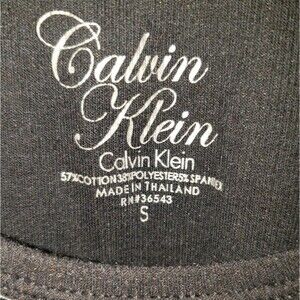 Calvin
Klein
Calvin Klein
57%COTTON38%POLYESTER5%SPANDEX
MADE IN THAILAND
RN#36543
S